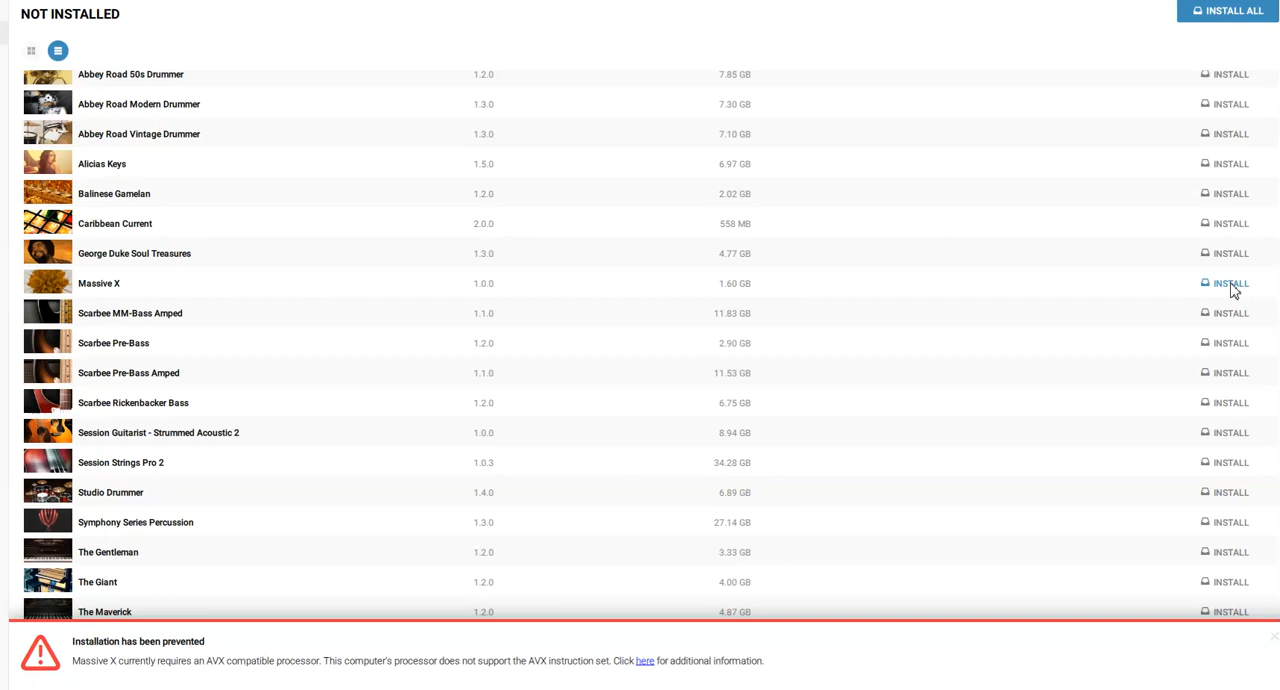 NOT INSTALLED
INSTALL ALL
Abbey Road 50s Drummer 1.2.0 7.85 GB INSTALL
Abbey Road Modern Drummer 1.3.0 7.30 GB INSTALL
Abbey Road Vintage Drummer 1.3.0 7.10 GB INSTALL
Alicias Keys 1.5.0 6.97 GB INSTALL
Balinese Gamelan 1.2.0 2.02 GB INSTALL
Caribbean Current 2.0.0 558 MB INSTALL
George Duke Soul Treasures 1.3.0 4.77 GB INSTALL
Massive X 1.0.0 1.60 GB INSTALL
Scarbee MM-Bass Amped 1.1.0 11.83 GB INSTALL
Scarbee Pre-Bass 1.2.0 2.90 GB INSTALL
Scarbee Pre-Bass Amped 1.1.0 11.53 GB INSTALL
Scarbee Rickenbacker Bass 1.2.0 6.75 GB INSTALL
Session Guitarist - Strummed Acoustic 2 1.0.0 8.94 GB INSTALL
Session Strings Pro 2 1.0.3 34.28 GB INSTALL
Studio Drummer 1.4.0 6.89 GB INSTALL
Symphony Series Percussion 1.3.0 27.14 GB INSTALL
The Gentleman 1.2.0 3.33 GB INSTALL
The Giant 1.2.0 4.00 GB INSTALL
The Maverick 1.2.0 4.87 GB INSTALL
Installation has been prevented
Massive X currently requires an AVX compatible processor. This computer's processor does not support the AVX instruction set. Click here for additional information.